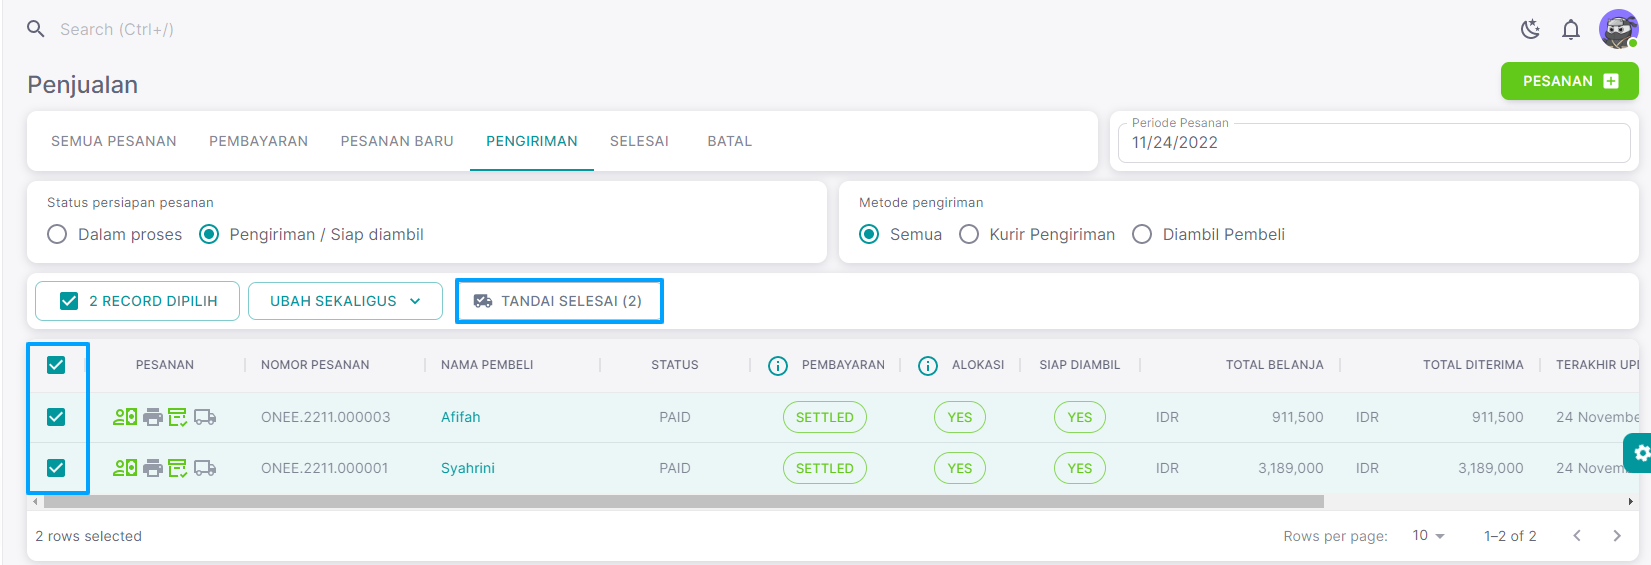 Search (Ctrl+/)
Penjualan
PESANAN
SEMUA PESANAN PEMBAYARAN PESANAN BARU PENGIRIMAN SELESAI BATAL
Periode Pesanan
11/24/2022
Status persiapan pesanan
Dalam proses Pengiriman / Siap diambil
Metode pengiriman
Semua Kurir Pengiriman Diambil Pembeli
2 RECORD DIPILIH UBAH SEKALIGUS TANDAI SELESAI (2)
PESANAN NOMOR PESANAN NAMA PEMBELI STATUS PEMBAYARAN ALOKASI SIAP DIAMBIL TOTAL BELANJA TOTAL DITERIMA TERAKHIR UPD
ONEE.2211.000003 Afifah PAID SETTLED YES YES IDR 911,500 IDR 911,500 24 Novembe
ONEE.2211.000001 Syahrini PAID SETTLED YES YES IDR 3,189,000 IDR 3,189,000 24 Novem
2 rows selected
Rows per page: 10 1–2 of 2